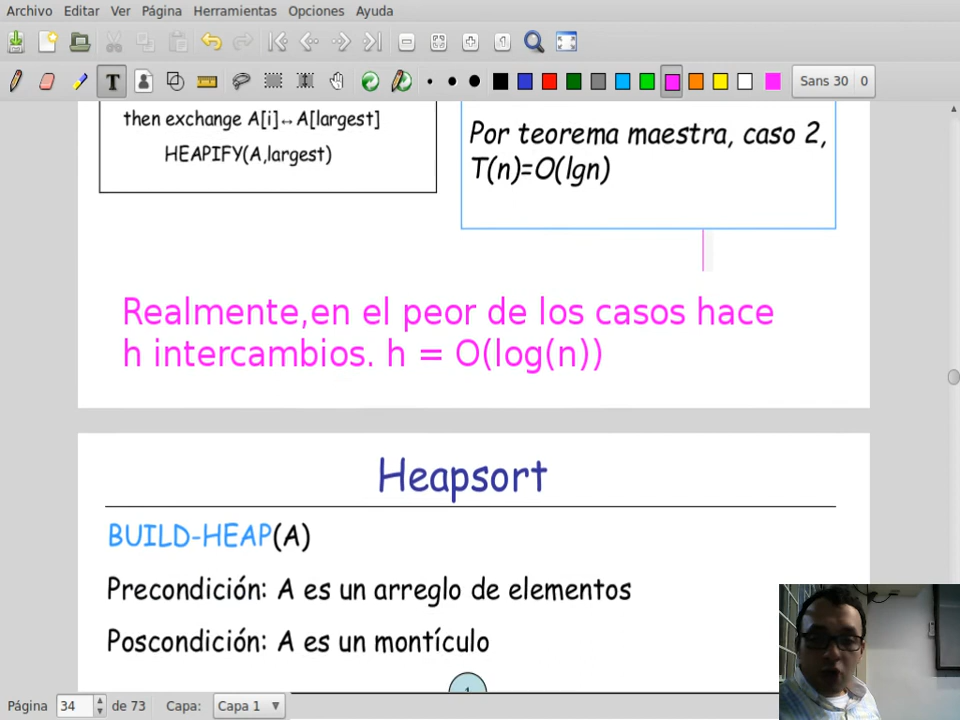 Archivo Editar Ver Página Herramientas Opciones Ayuda
T Sans 30 0
then exchange A[i]↔A[largest]
HEAPIFY(A,largest)
Por teorema maestra, caso 2,
T(n)=O(lgn)
Realmente,en el peor de los casos hace
h intercambios. h = O(log(n))
Heapsort
BUILD-HEAP(A)
Precondición: A es un arreglo de elementos
Poscondición: A es un montículo
Página 34 de 73 Capa: Capa 1